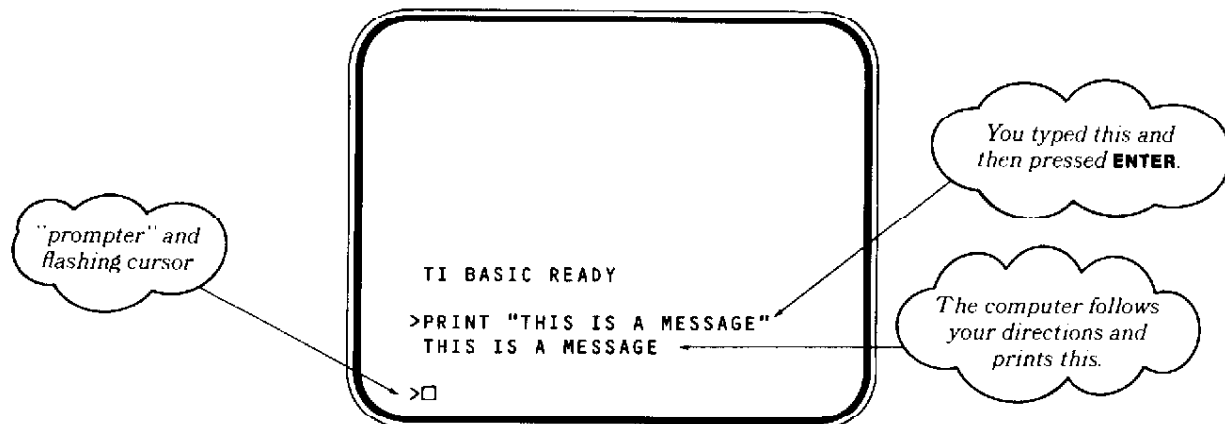 You typed this and
then pressed ENTER.
"prompter" and
flashing cursor
TI BASIC READY
>PRINT "THIS IS A MESSAGE"
THIS IS A MESSAGE
The computer follows
your directions and
prints this.
>□